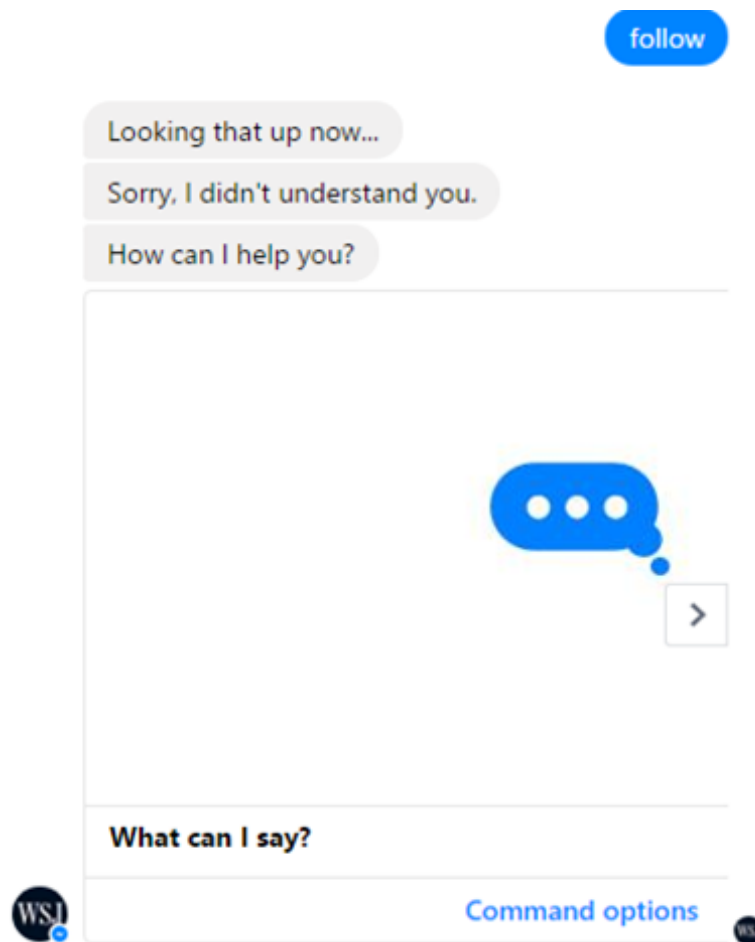 follow
Looking that up now...
Sorry, I didn't understand you.
How can I help you?
What can I say?
Command options
WSJ